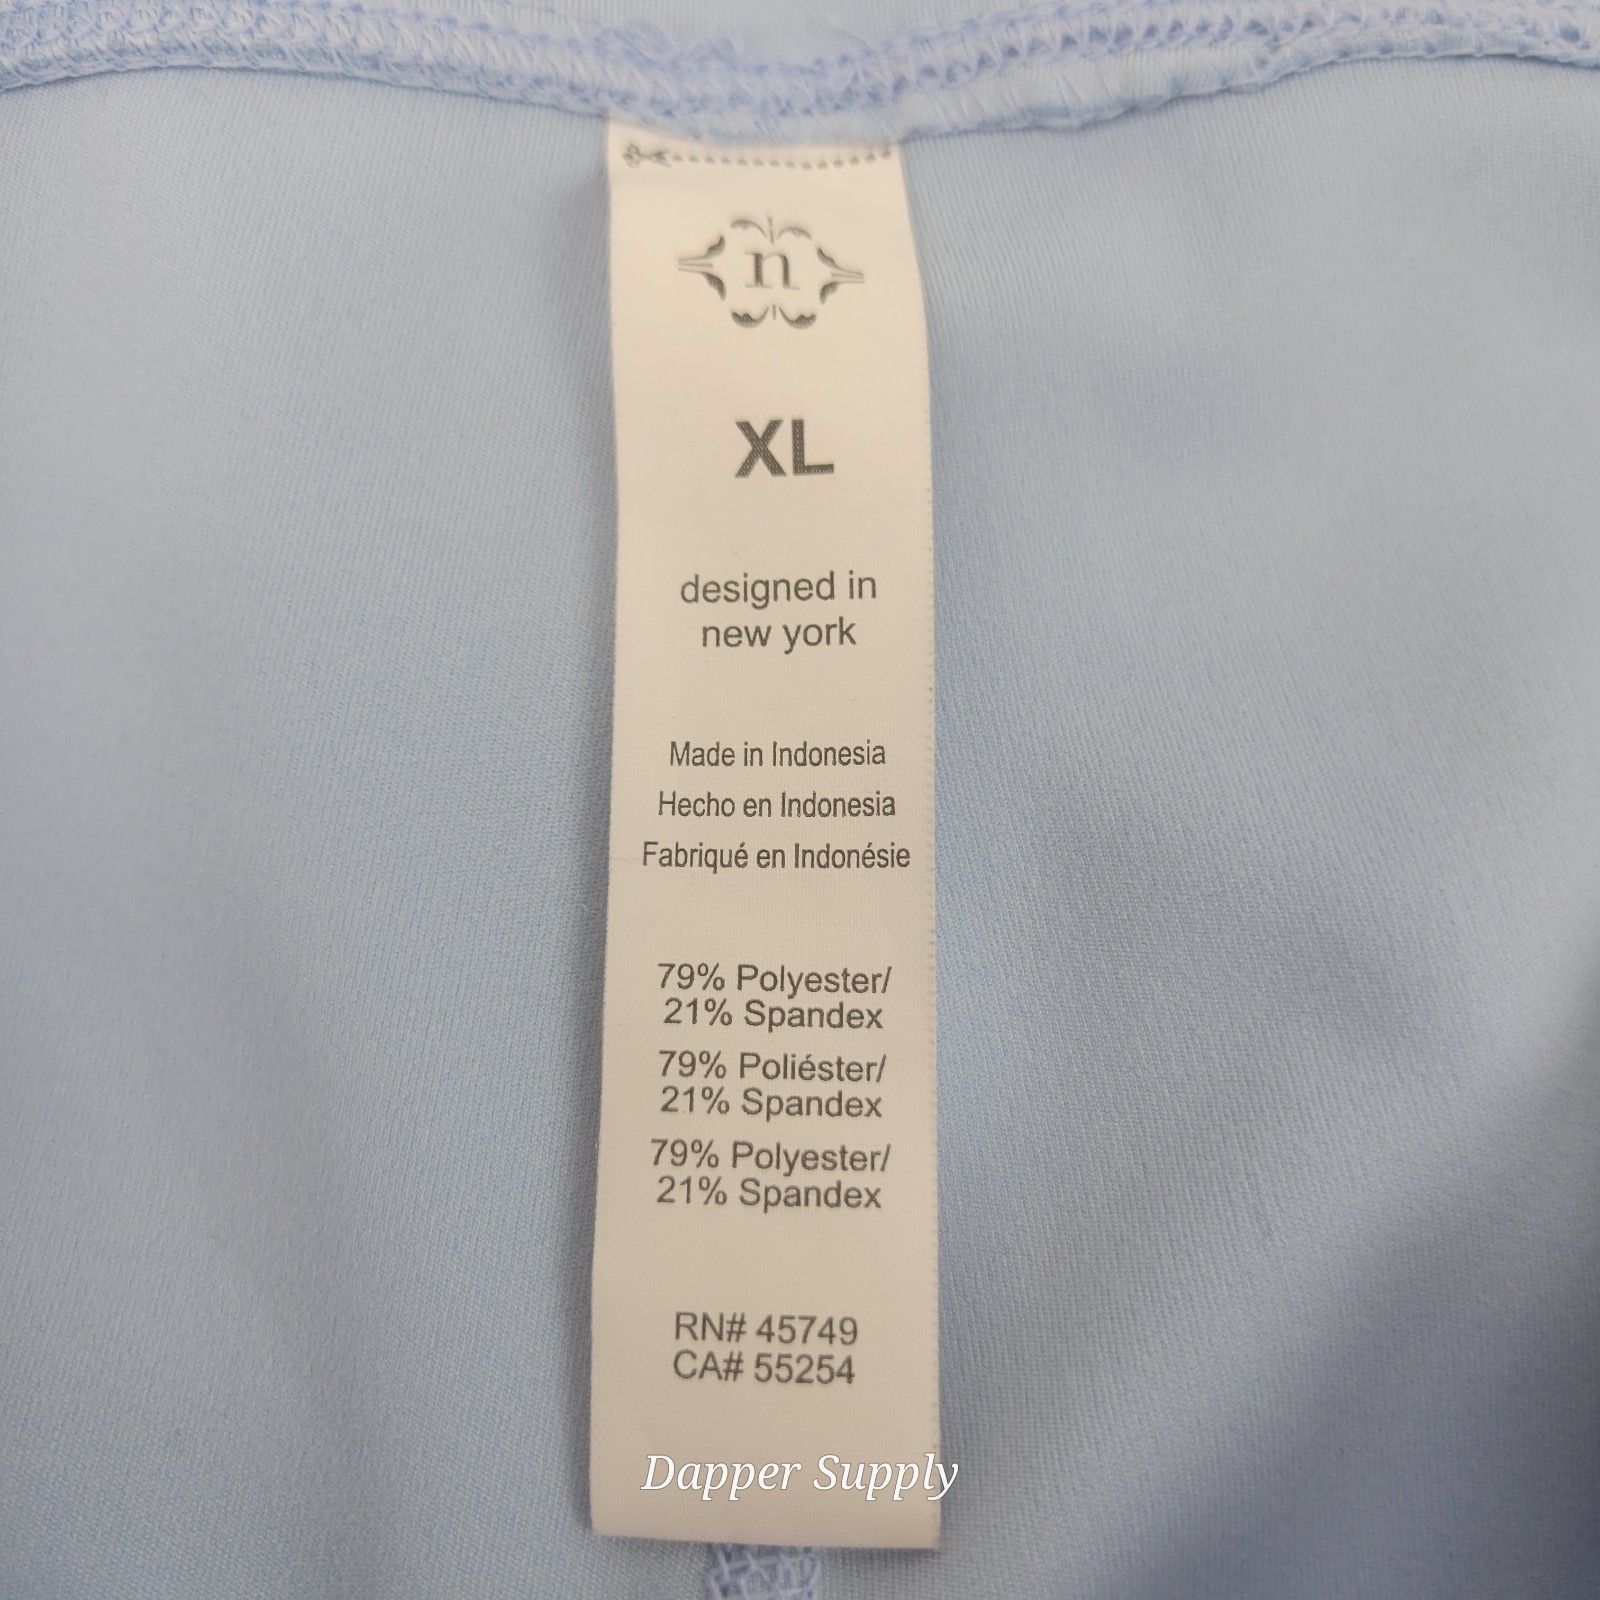 n
XL
designed in
new york
Made in Indonesia
Hecho en Indonesia
Fabriqué en Indonésie
79% Polyester/
21% Spandex
79% Poliéster/
21% Spandex
79% Polyester/
21% Spandex
RN# 45749
CA# 55254
Dapper Supply